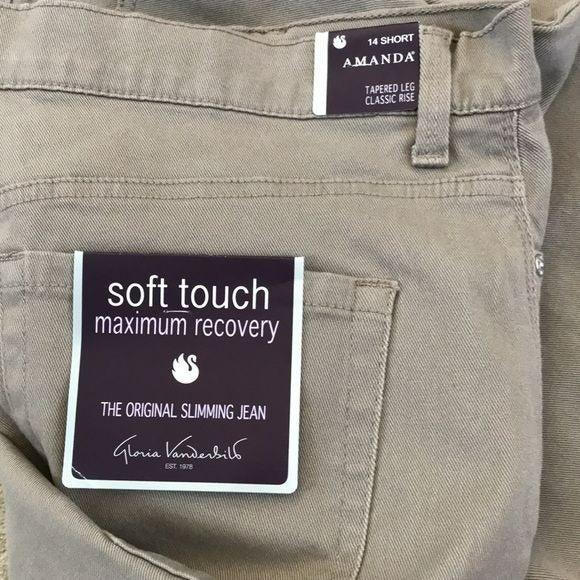 14 SHORT
AMANDA®
TAPERED LEG
CLASSIC RISE
soft touch
maximum recovery
THE ORIGINAL SLIMMING JEAN
Gloria Vanderbilt
EST. 1978